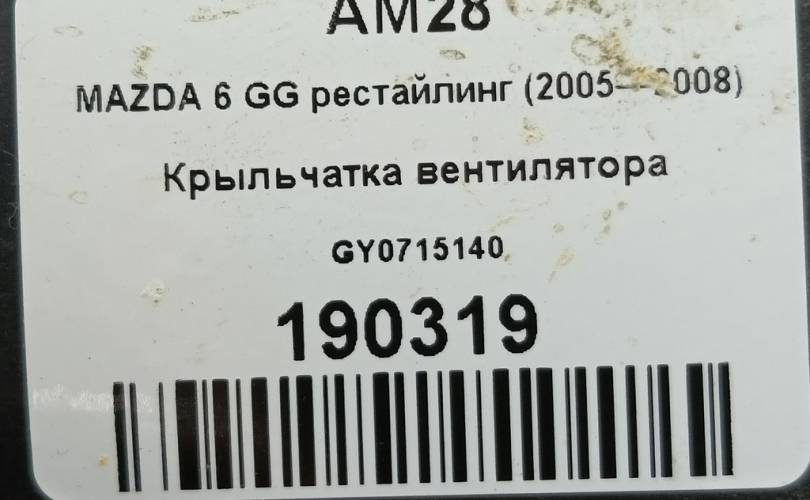 AM28
MAZDA 6 GG рестайлинг (2005-2008)
Крыльчатка вентилятора
GY0715140
190319